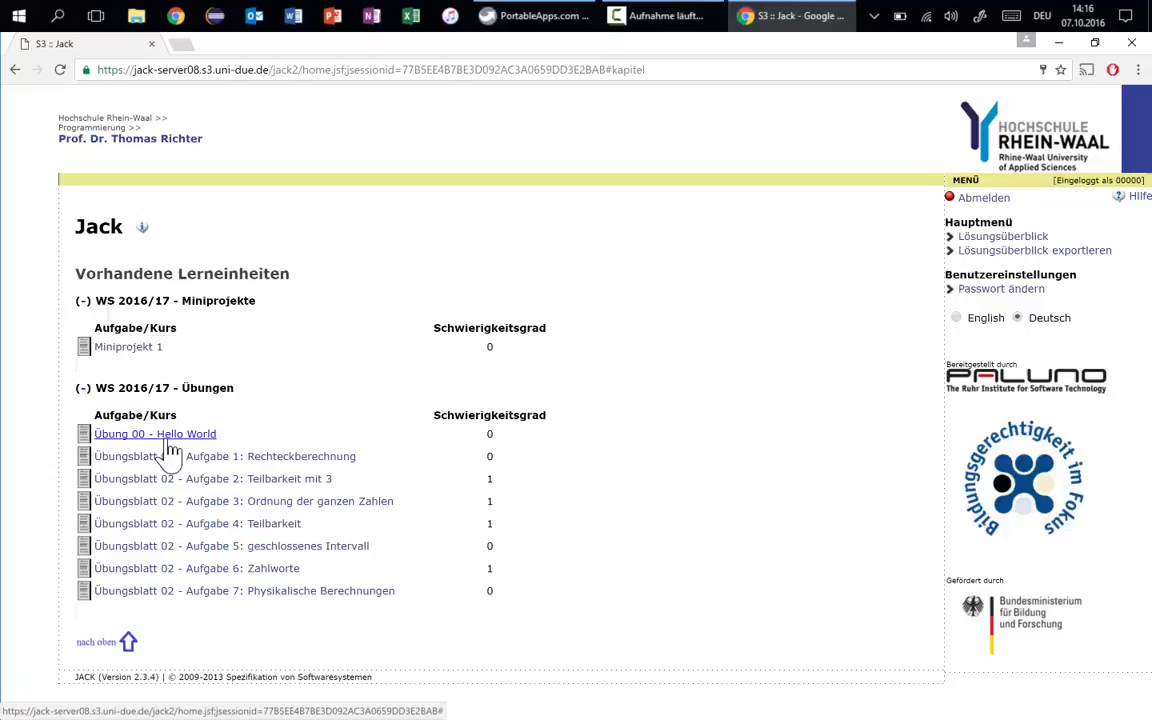 PortableApps.com ...
Aufnahme läuft...
S3 :: Jack - Google ...
DEU
14:16
07.10.2016
S3 :: Jack
https://jack-server08.s3.uni-due.de/jack2/home.jsf;jsessionid=77B5EE4B7BE3D092AC3A0659DD3E2BAB#kapitel
Hochschule Rhein-Waal >>
Programmierung >>
Prof. Dr. Thomas Richter
HOCHSCHULE
RHEIN-WAAL
Rhine-Waal University
of Applied Sciences
MENÜ [Eingeloggt als 00000]
Abmelden Hilfe
Hauptmenü
Lösungsüberblick
Lösungsüberblick exportieren
Benutzereinstellungen
Passwort ändern
English Deutsch
Bereitgestellt durch
PALUNO
The Ruhr Institute for Software Technology
Bildungsgerechtigkeit im Fokus
Gefördert durch
Bundesministerium
für Bildung
und Forschung
Jack
Vorhandene Lerneinheiten
(-) WS 2016/17 - Miniprojekte
Aufgabe/Kurs Schwierigkeitsgrad
Miniprojekt 1 0
(-) WS 2016/17 - Übungen
Aufgabe/Kurs Schwierigkeitsgrad
Übung 00 - Hello World 0
Übungsblatt Aufgabe 1: Rechteckberechnung 0
Übungsblatt 02 - Aufgabe 2: Teilbarkeit mit 3 1
Übungsblatt 02 - Aufgabe 3: Ordnung der ganzen Zahlen 1
Übungsblatt 02 - Aufgabe 4: Teilbarkeit 1
Übungsblatt 02 - Aufgabe 5: geschlossenes Intervall 0
Übungsblatt 02 - Aufgabe 6: Zahlworte 1
Übungsblatt 02 - Aufgabe 7: Physikalische Berechnungen 0
nach oben
JACK (Version 2.3.4) | © 2009-2013 Spezifikation von Softwaresystemen
https://jack-server08.s3.uni-due.de/jack2/home.jsf;jsessionid=77B5EE4B7BE3D092AC3A0659DD3E2BAB#